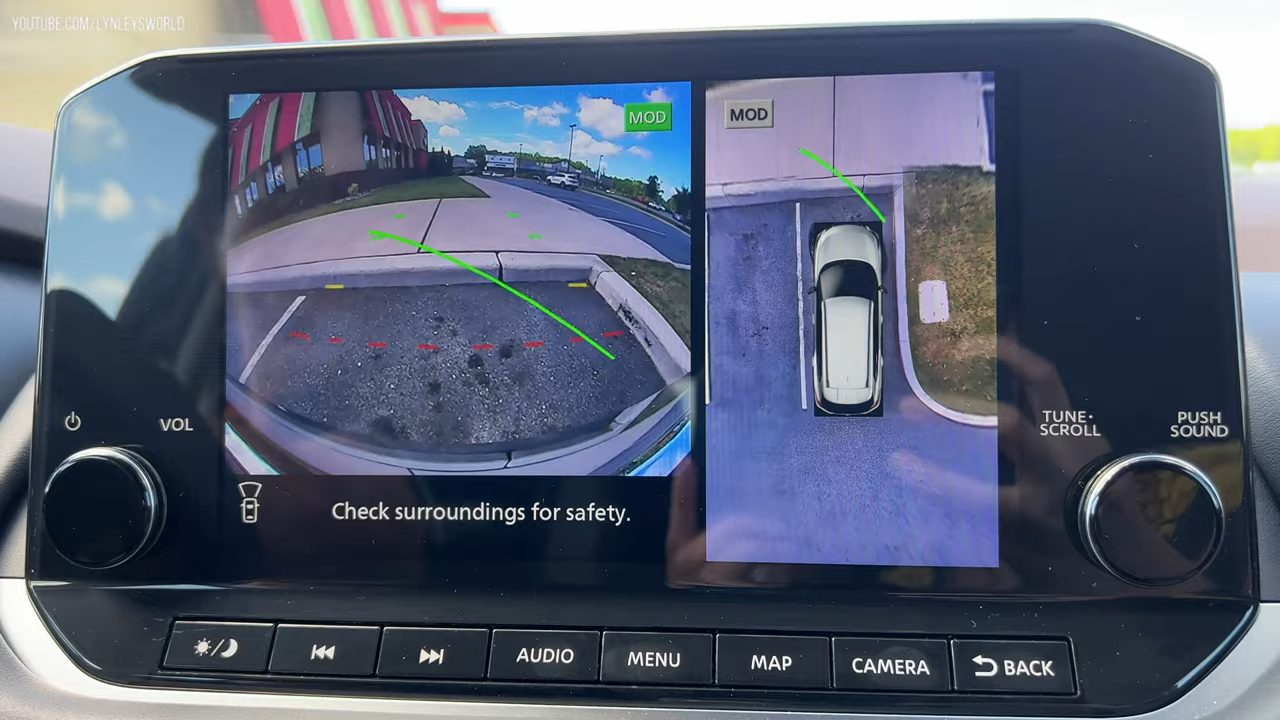 YOUTUBE.COM/LYNLEYSWORLD
MOD
MOD
VOL
TUNE·
SCROLL
PUSH
SOUND
Check surroundings for safety.
AUDIO
MENU
MAP
CAMERA
BACK